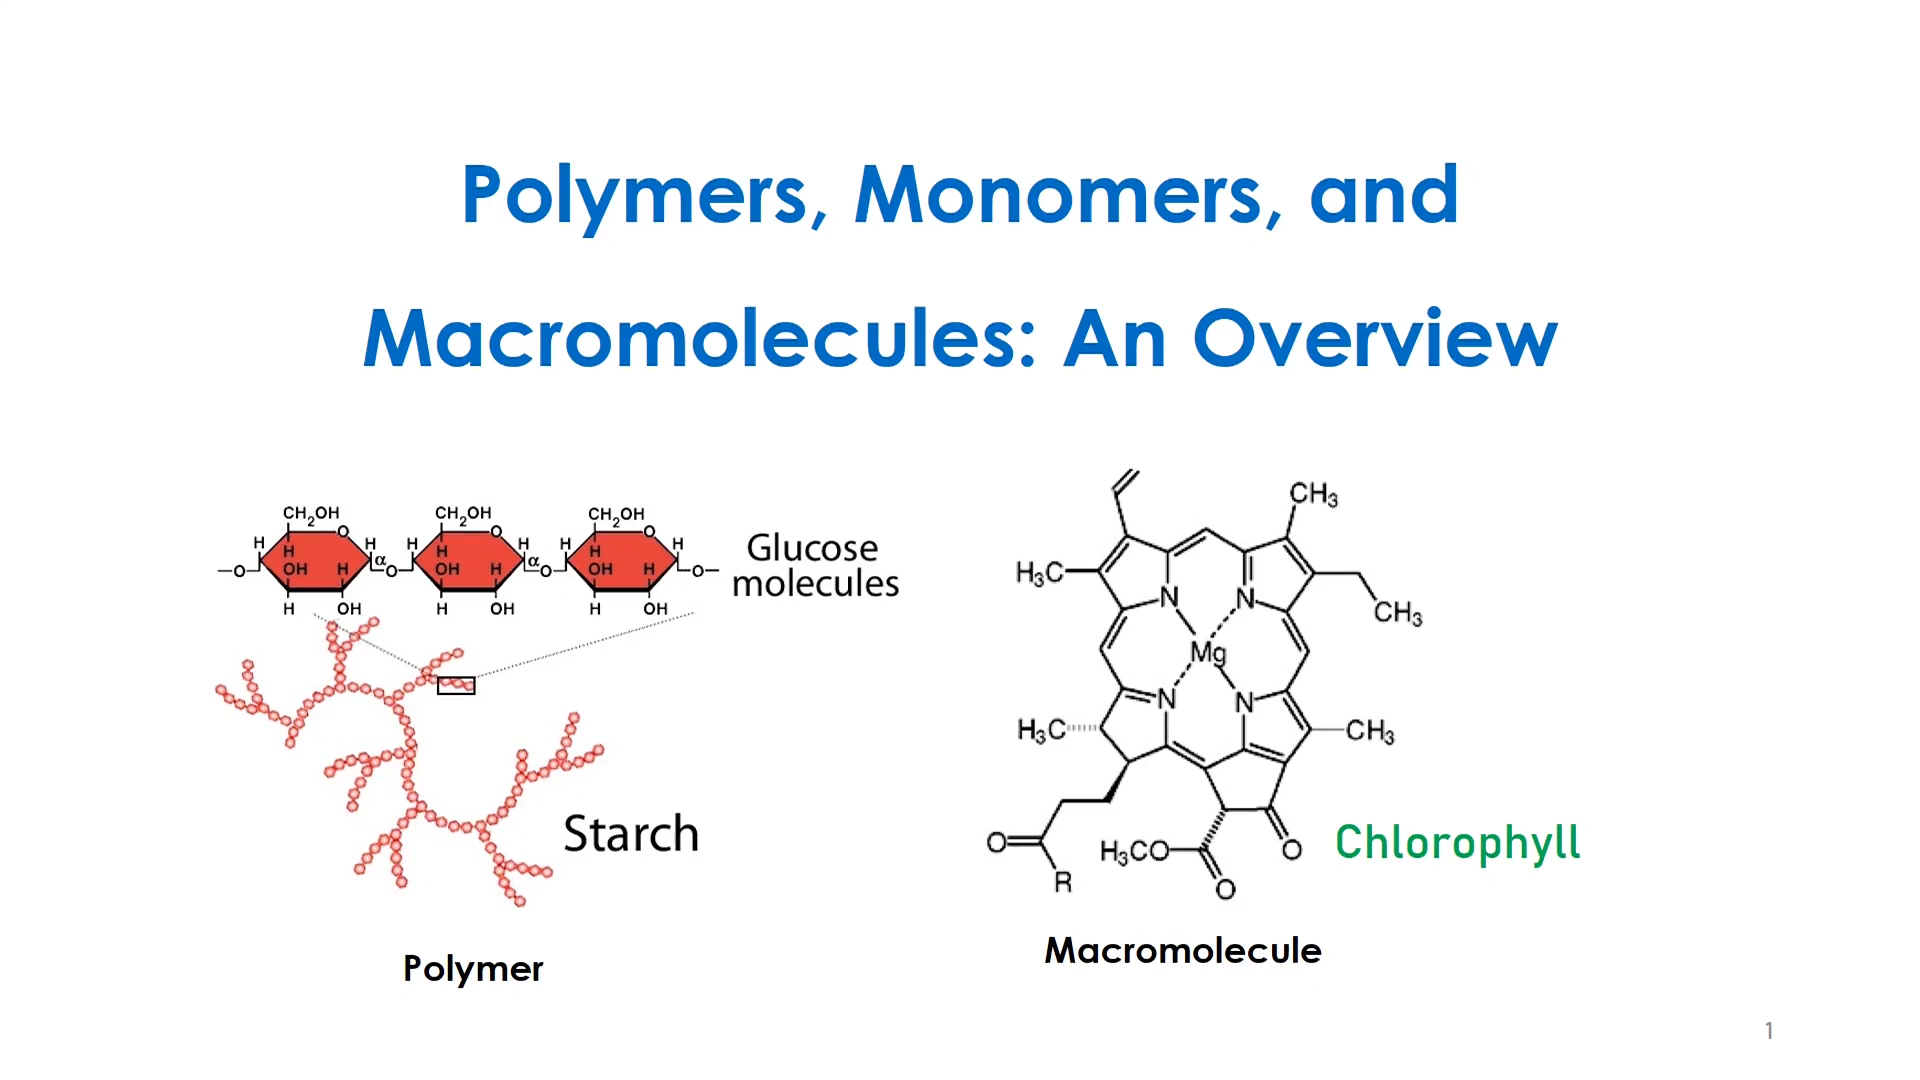 Polymers, Monomers, and
Macromolecules: An Overview
CH₂OH CH₂OH CH₂OH
H O H H O H H O H
H H H
α α
O OH H O OH H O OH H O
H OH H OH H OH
Glucose
molecules
Starch
Polymer
CH₃
H₃C
N N
CH₃
Mg
N N
H₃C CH₃
O H₃CO O
R O
Chlorophyll
Macromolecule
1